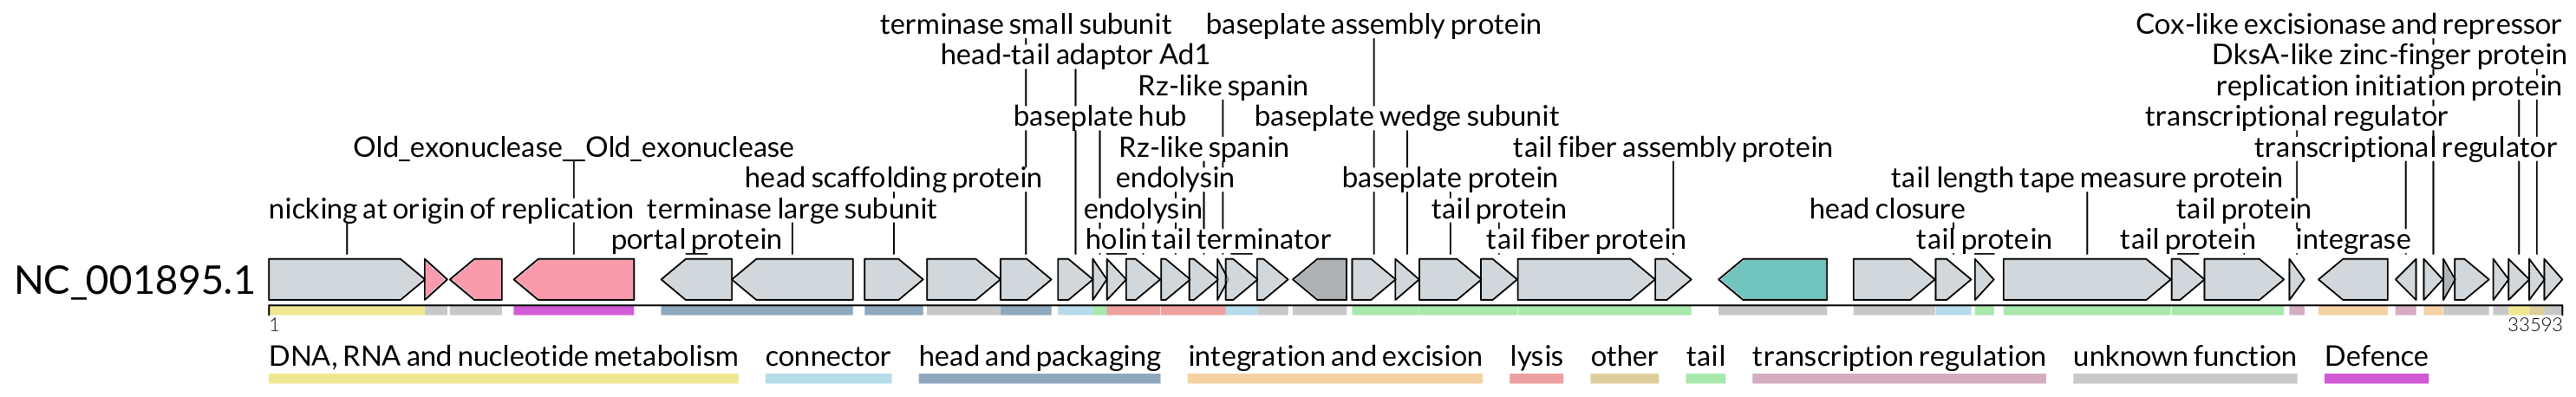 terminase small subunit baseplate assembly protein Cox-like excisionase and repressor
head-tail adaptor Ad1 DksA-like zinc-finger protein
Rz-like spanin replication initiation protein
baseplate hub baseplate wedge subunit transcriptional regulator
Old_exonuclease__Old_exonuclease Rz-like spanin tail fiber assembly protein transcriptional regulator
head scaffolding protein endolysin baseplate protein tail length tape measure protein
nicking at origin of replication terminase large subunit endolysin tail protein head closure tail protein
portal protein holin tail terminator tail fiber protein tail protein tail protein integrase
NC_001895.1
1 33593
DNA, RNA and nucleotide metabolism connector head and packaging integration and excision lysis other tail transcription regulation unknown function Defence